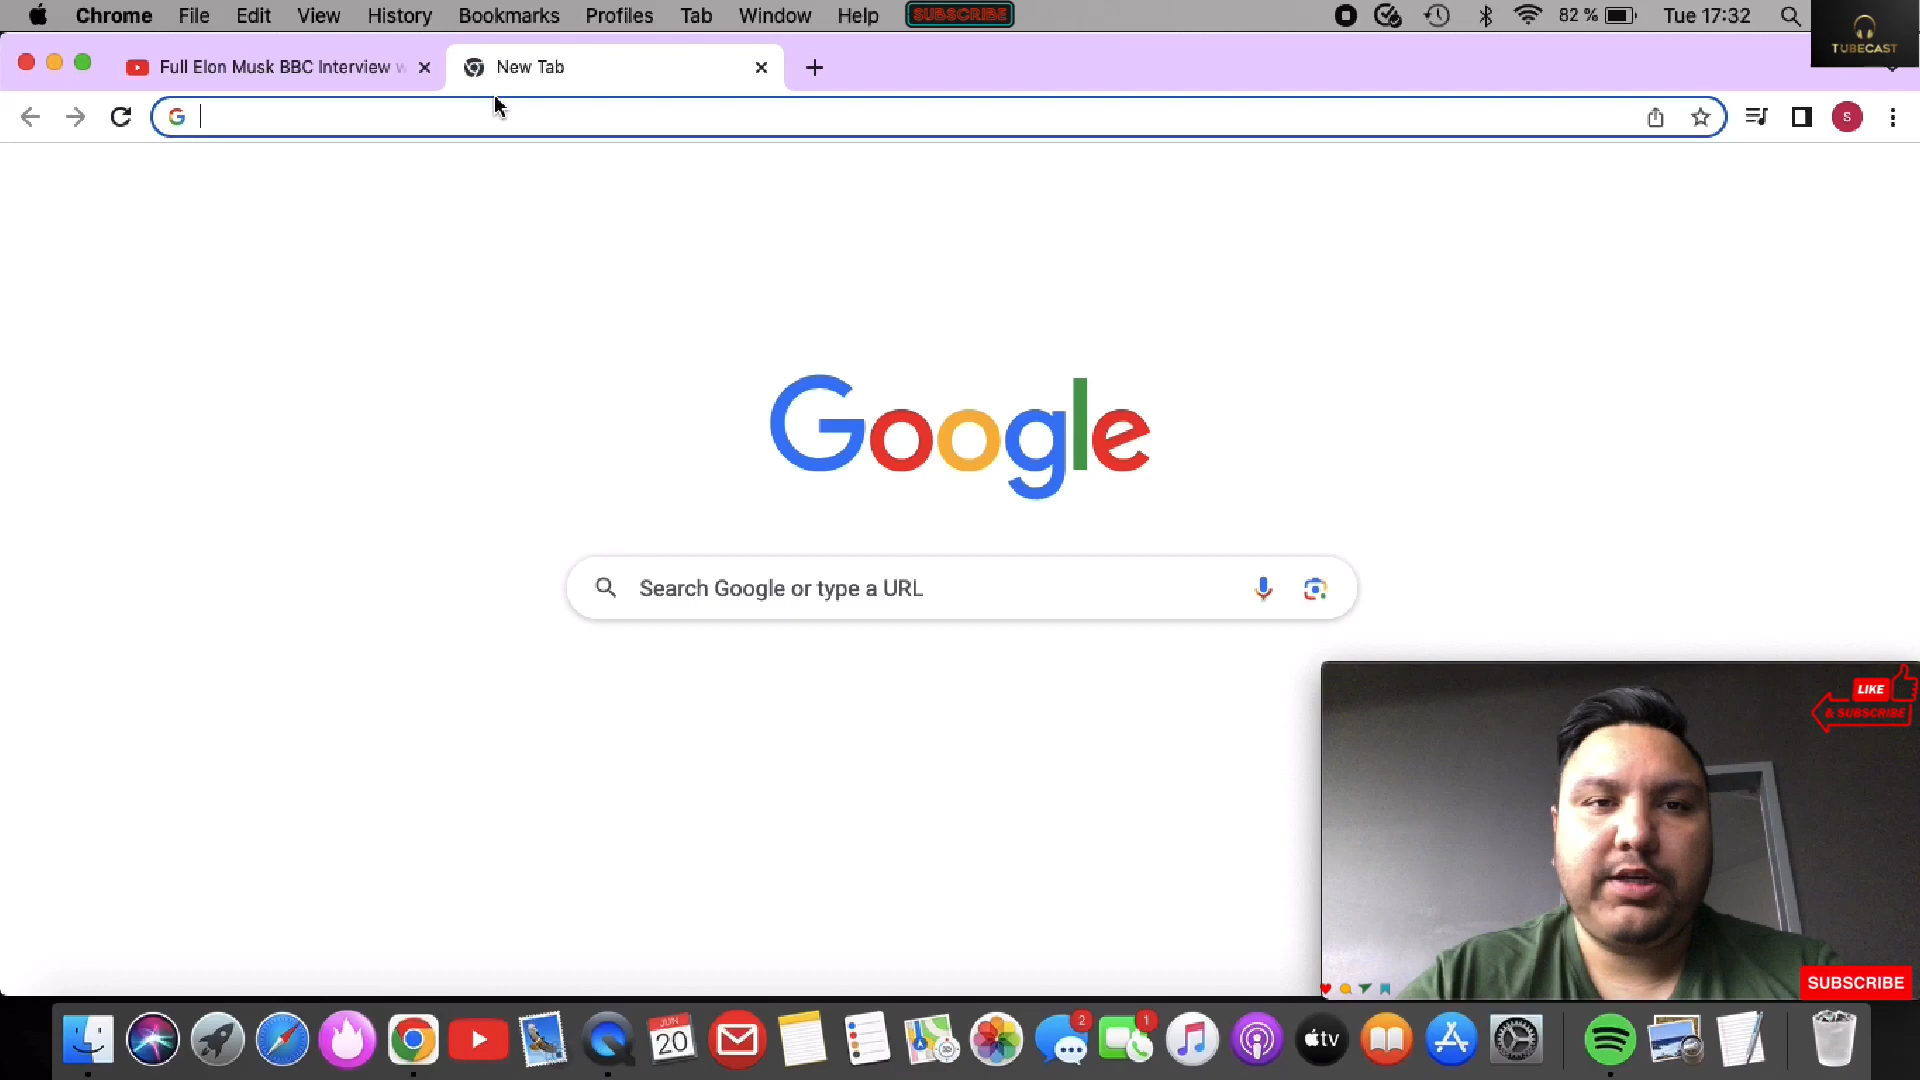 Chrome File Edit View History Bookmarks Profiles Tab Window Help SUBSCRIBE 82 % Tue 17:32
TUBECAST
Full Elon Musk BBC Interview w
New Tab
G
S
Google
Search Google or type a URL
LIKE
& SUBSCRIBE
SUBSCRIBE
JUN
20
2
1
tv